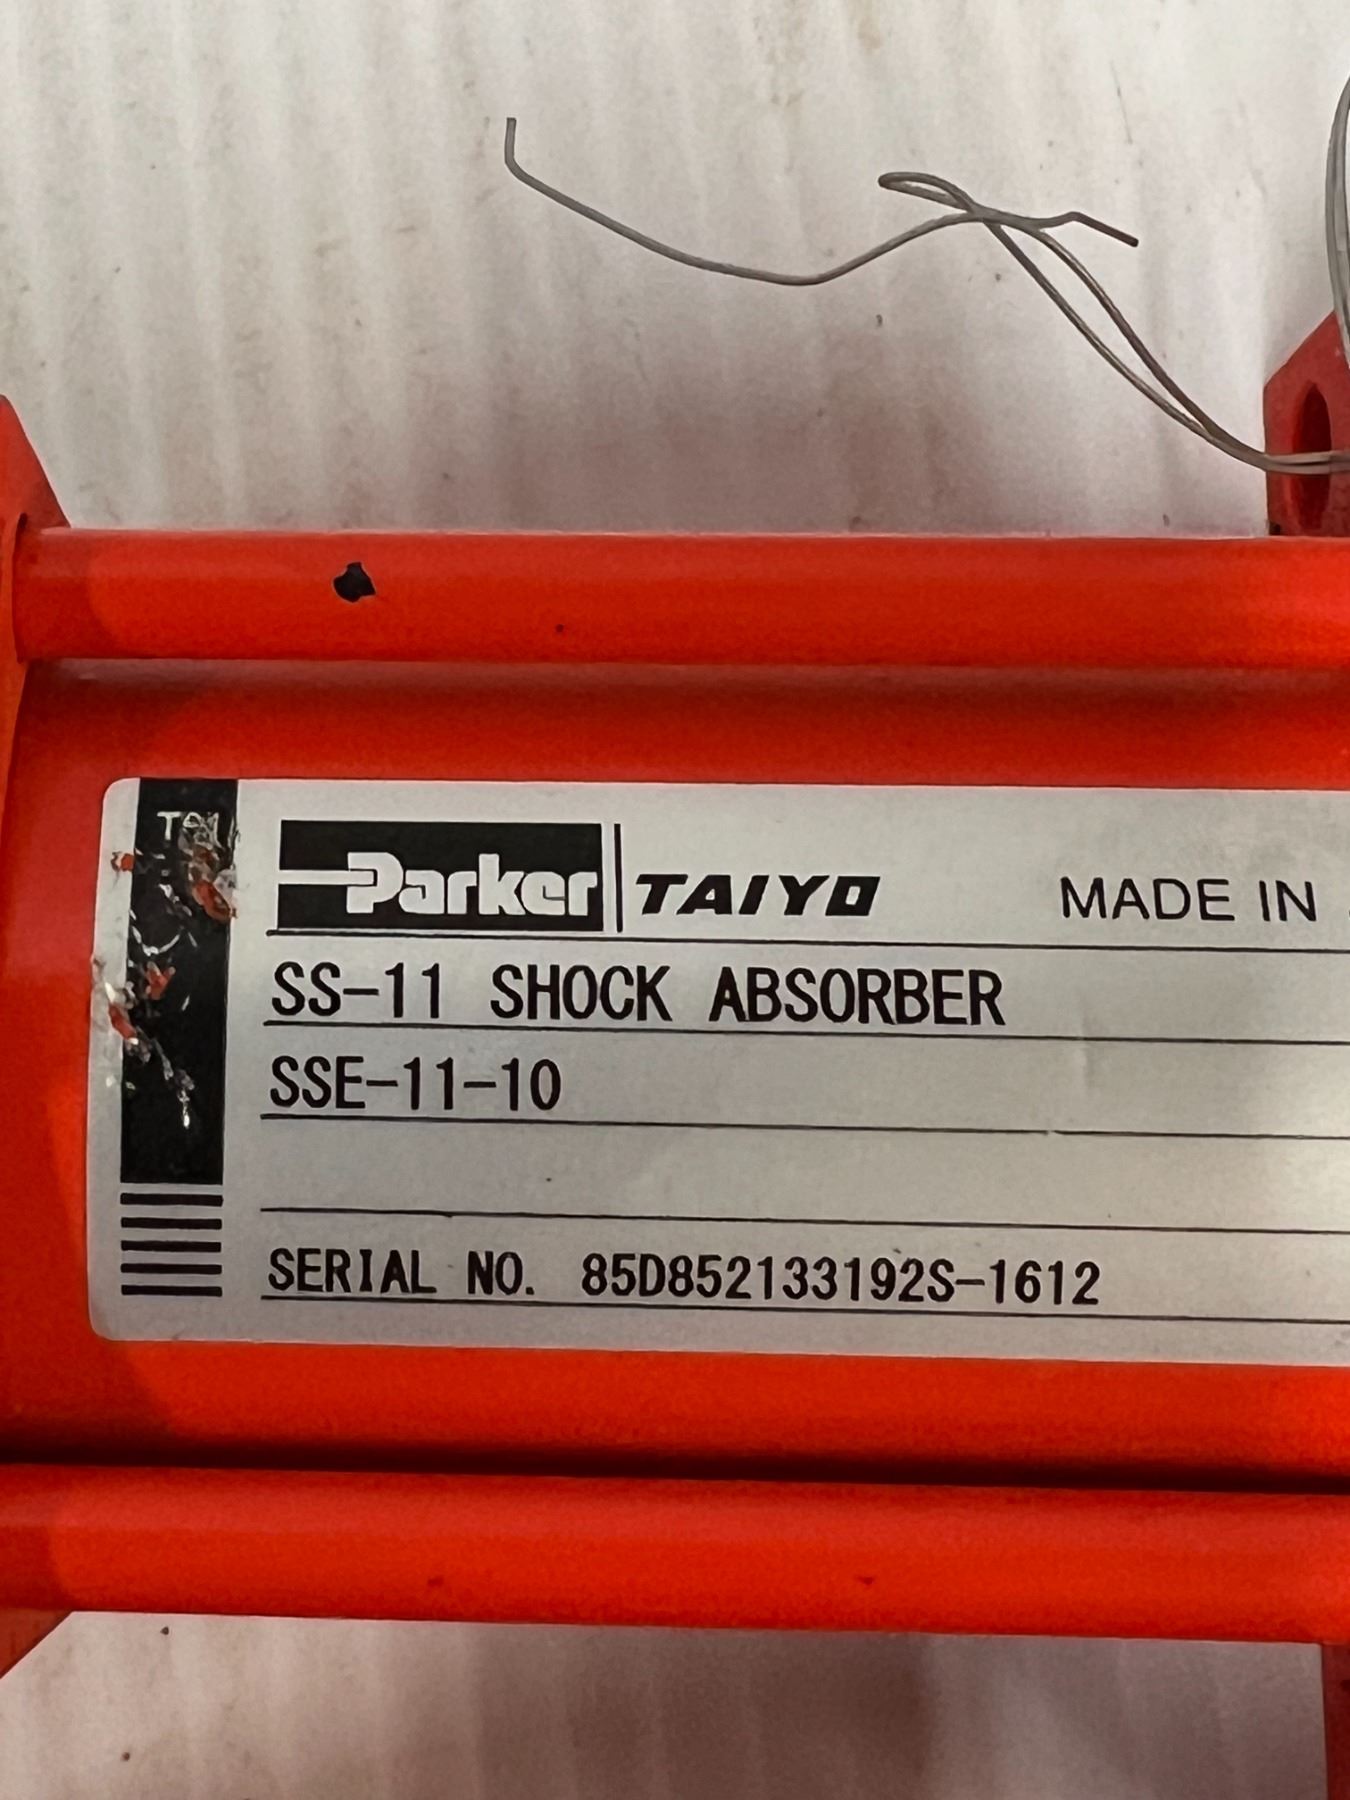 Parker TAIYO MADE IN
SS-11 SHOCK ABSORBER
SSE-11-10
SERIAL NO. 85D852133192S-1612